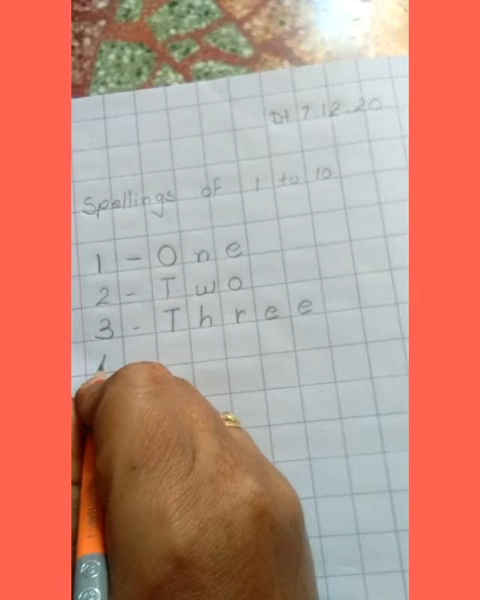 Dt 7.12.20
Spellings of 1 to 10
1 - One
2 - Two
3 - Three